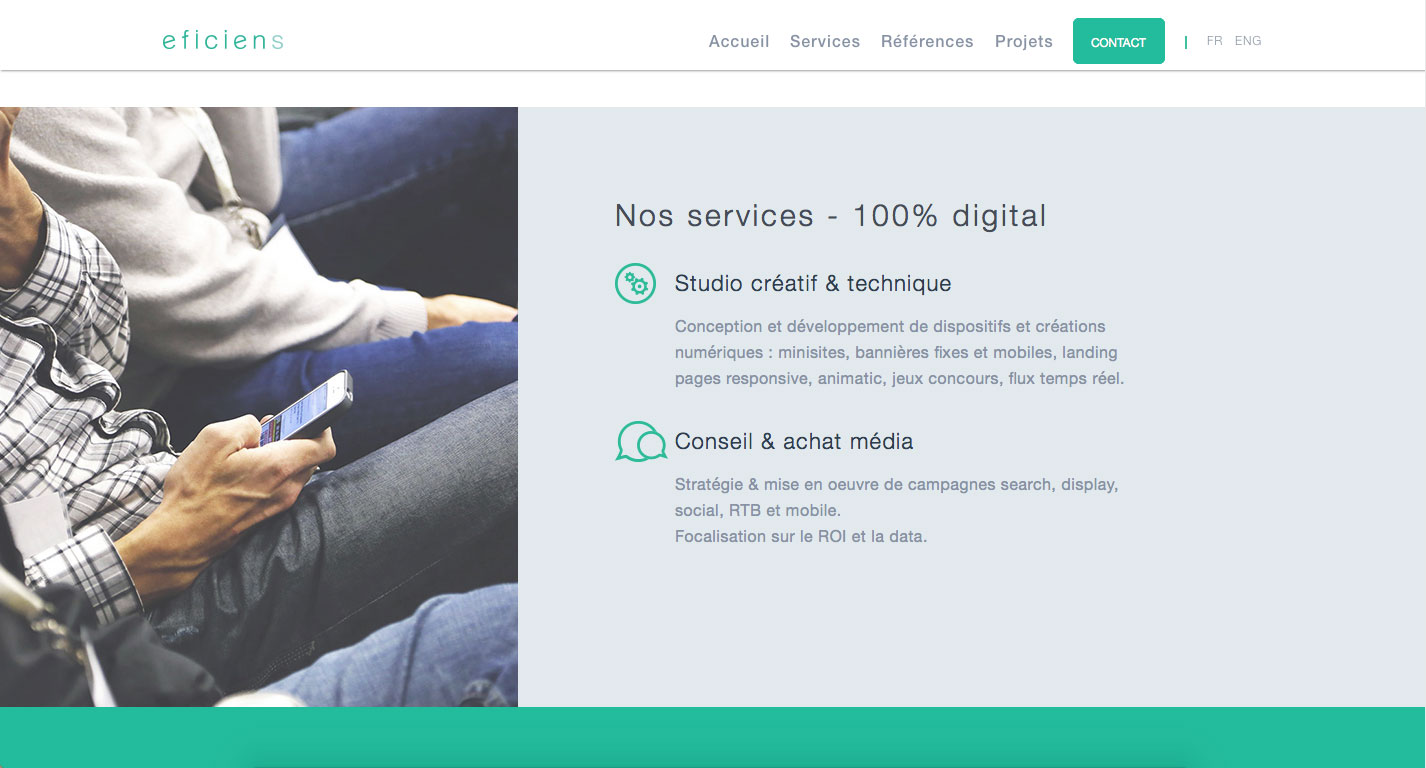 eficiens
Accueil Services Références Projets CONTACT | FR ENG
Nos services - 100% digital
Studio créatif & technique
Conception et développement de dispositifs et créations
numériques : minisites, bannières fixes et mobiles, landing
pages responsive, animatic, jeux concours, flux temps réel.
Conseil & achat média
Stratégie & mise en oeuvre de campagnes search, display,
social, RTB et mobile.
Focalisation sur le ROI et la data.